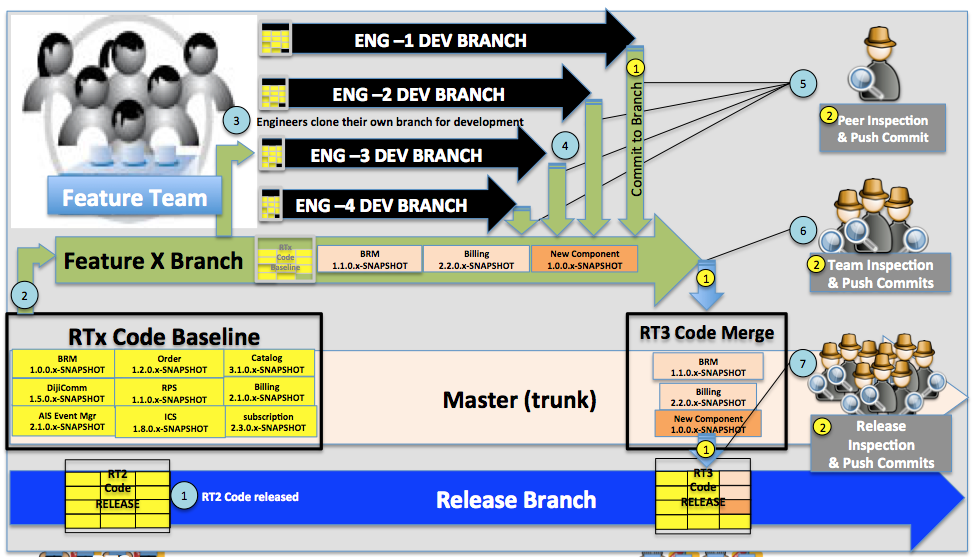 ENG –1 DEV BRANCH
1
5
ENG –2 DEV BRANCH
3
Engineers clone their own branch for development
2
Peer Inspection
& Push Commit
ENG –3 DEV BRANCH
4
Commit to Branch
Feature Team
ENG –4 DEV BRANCH
6
Feature X Branch
RTx
Code
Baseline
BRM
1.1.0.x-SNAPSHOT
Billing
2.2.0.x-SNAPSHOT
New Component
1.0.0.x-SNAPSHOT
2
Team Inspection
& Push Commits
1
2
RTx Code Baseline
BRM
1.0.0.x-SNAPSHOT
Order
1.2.0.x-SNAPSHOT
Catalog
3.1.0.x-SNAPSHOT
DijiComm
1.5.0.x-SNAPSHOT
RPS
1.1.0.x-SNAPSHOT
Billing
2.1.0.x-SNAPSHOT
AIS Event Mgr
2.1.0.x-SNAPSHOT
ICS
1.8.0.x-SNAPSHOT
subscription
2.3.0.x-SNAPSHOT
Master (trunk)
RT3 Code Merge
BRM
1.1.0.x-SNAPSHOT
Billing
2.2.0.x-SNAPSHOT
New Component
1.0.0.x-SNAPSHOT
7
1
2
Release
Inspection
& Push Commits
RT2
Code
RELEASE
1
RT2 Code released
Release Branch
RT3
Code
RELEASE